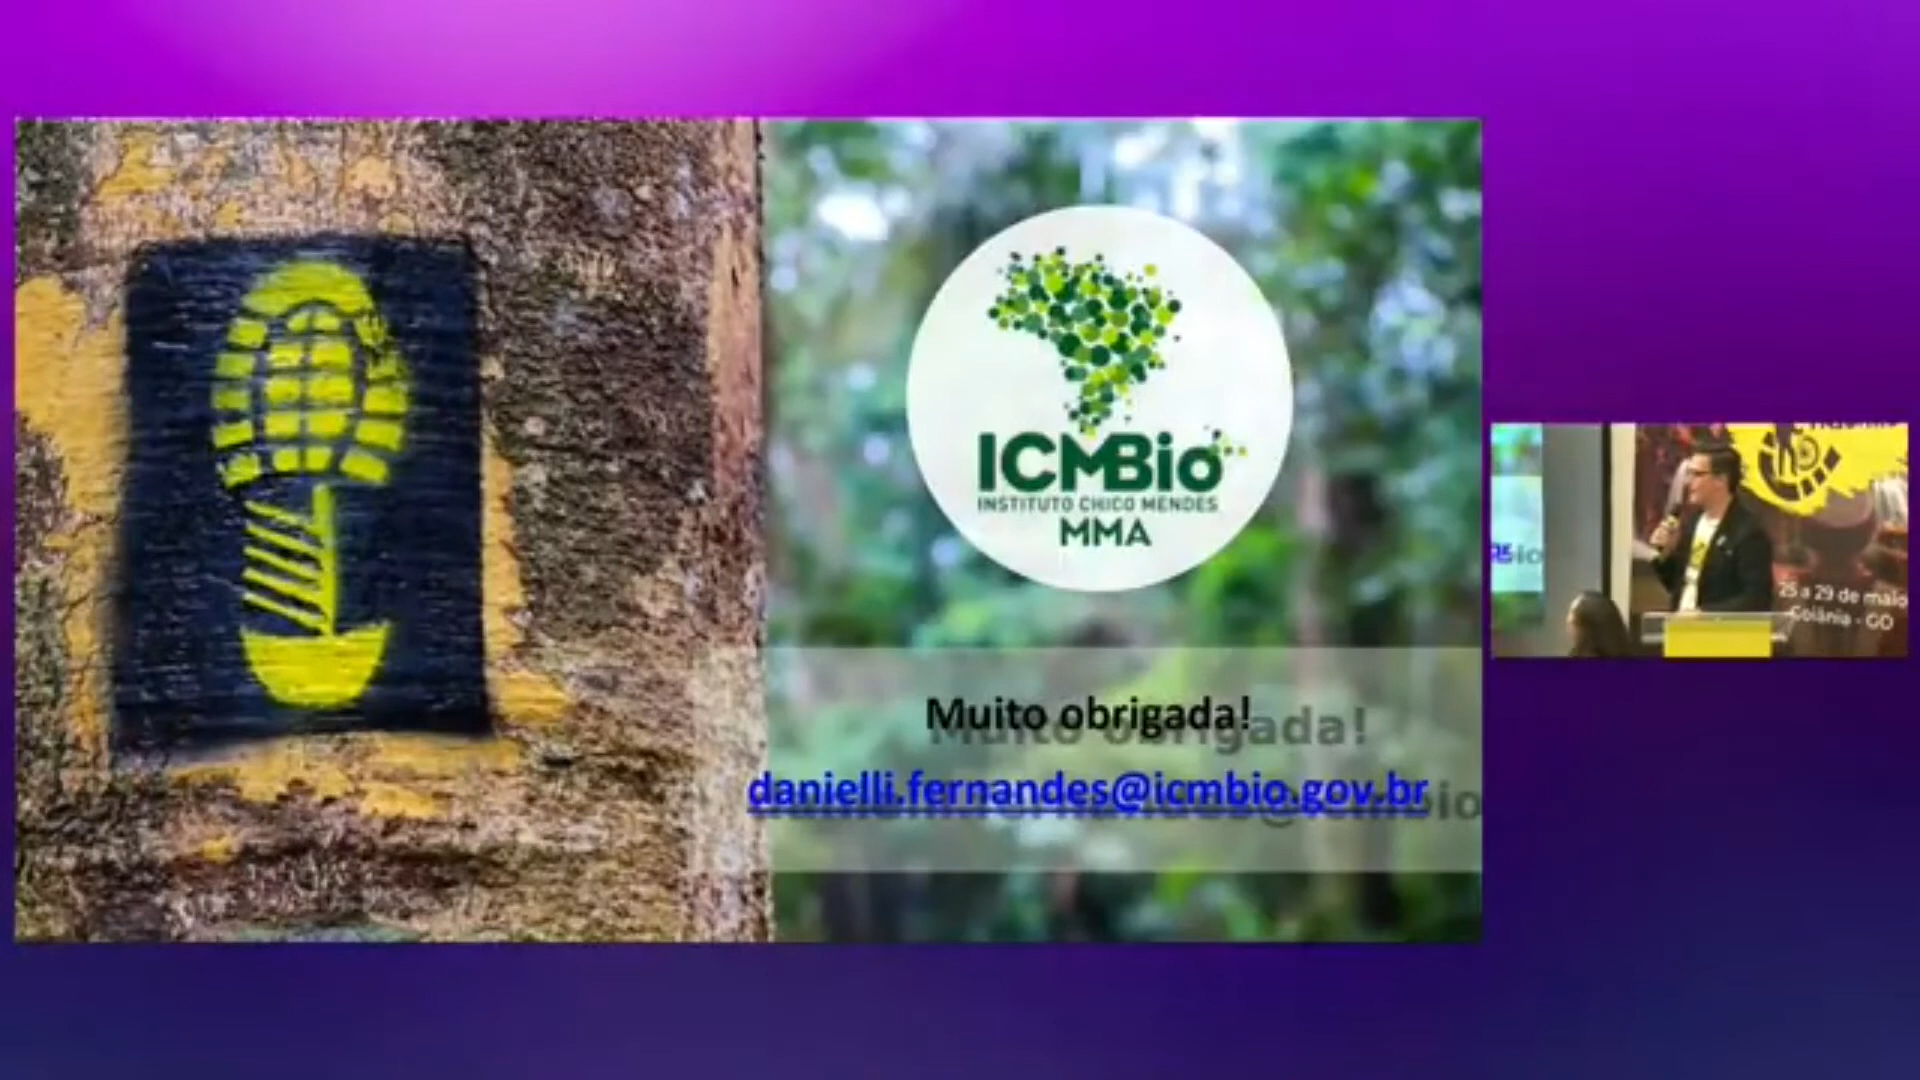 ICMBio
INSTITUTO CHICO MENDES
MMA
Muito obrigada!
danielli.fernandes@icmbio.gov.br
25 a 29 de maio
Goiânia - GO